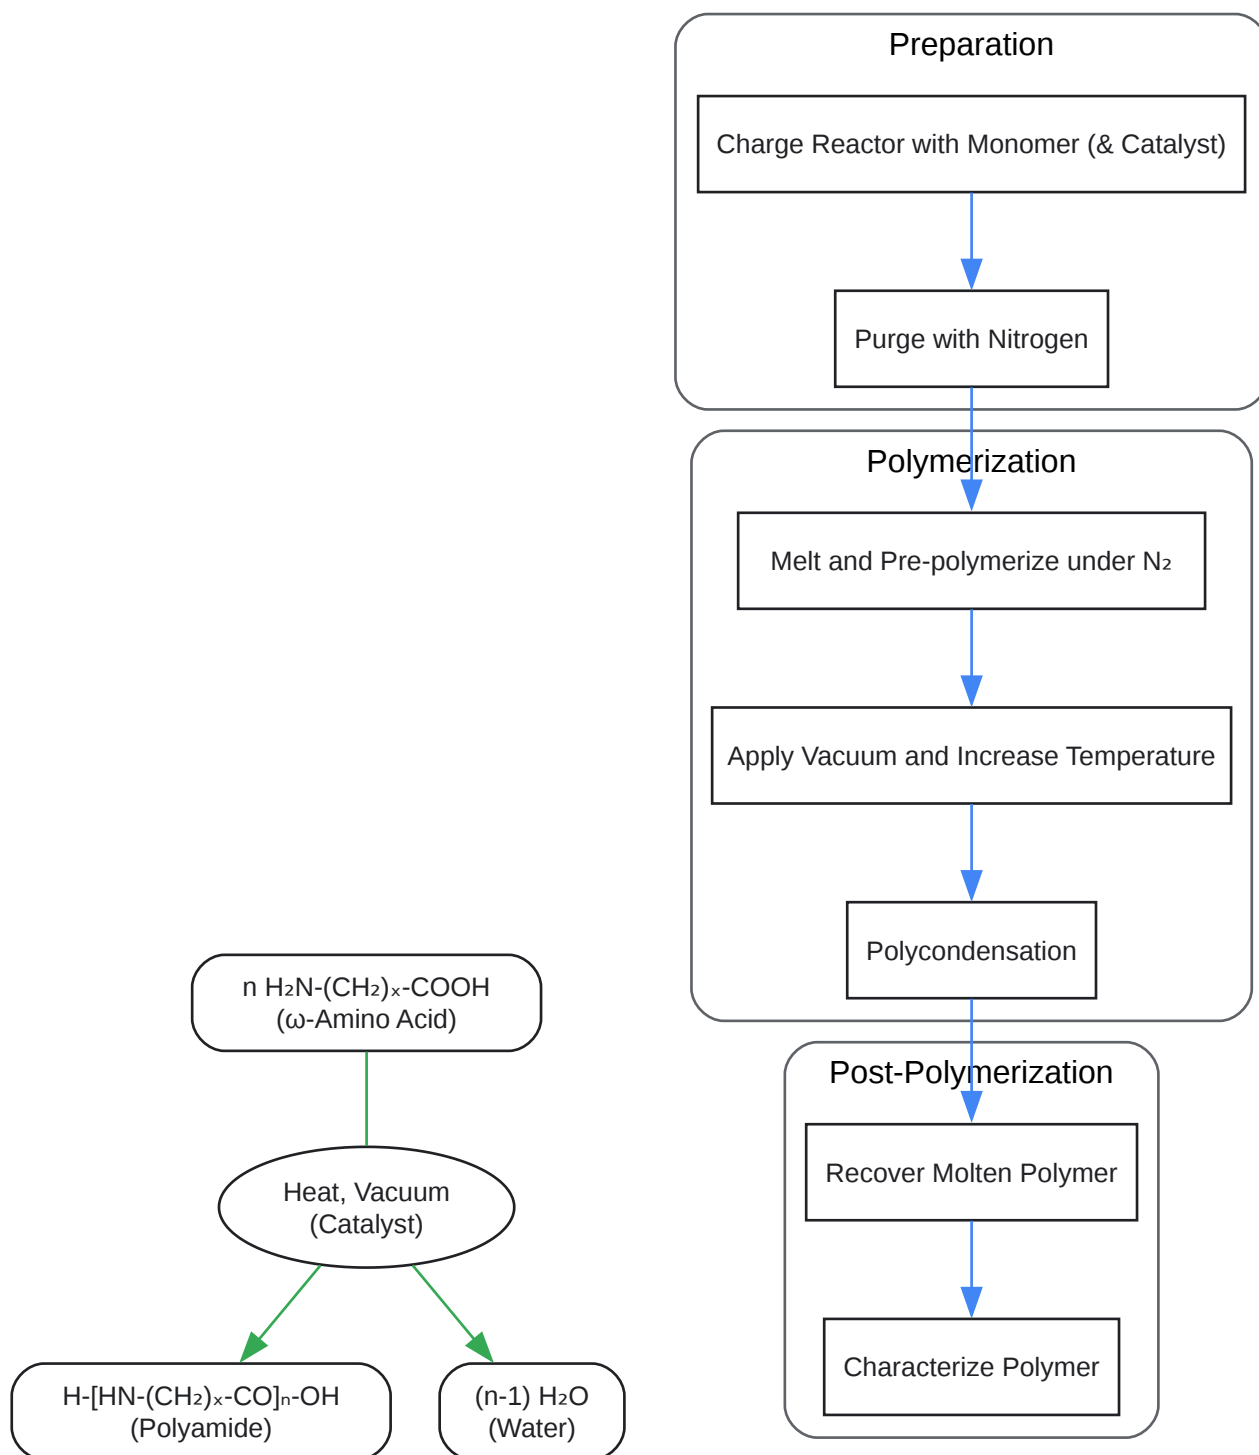 Preparation
Charge Reactor with Monomer (& Catalyst)
Purge with Nitrogen
Polymerization
Melt and Pre-polymerize under N₂
Apply Vacuum and Increase Temperature
Polycondensation
Post-Polymerization
Recover Molten Polymer
Characterize Polymer
n H₂N-(CH₂)ₓ-COOH
(ω-Amino Acid)
Heat, Vacuum
(Catalyst)
H-[HN-(CH₂)ₓ-CO]ₙ-OH
(Polyamide)
(n-1) H₂O
(Water)